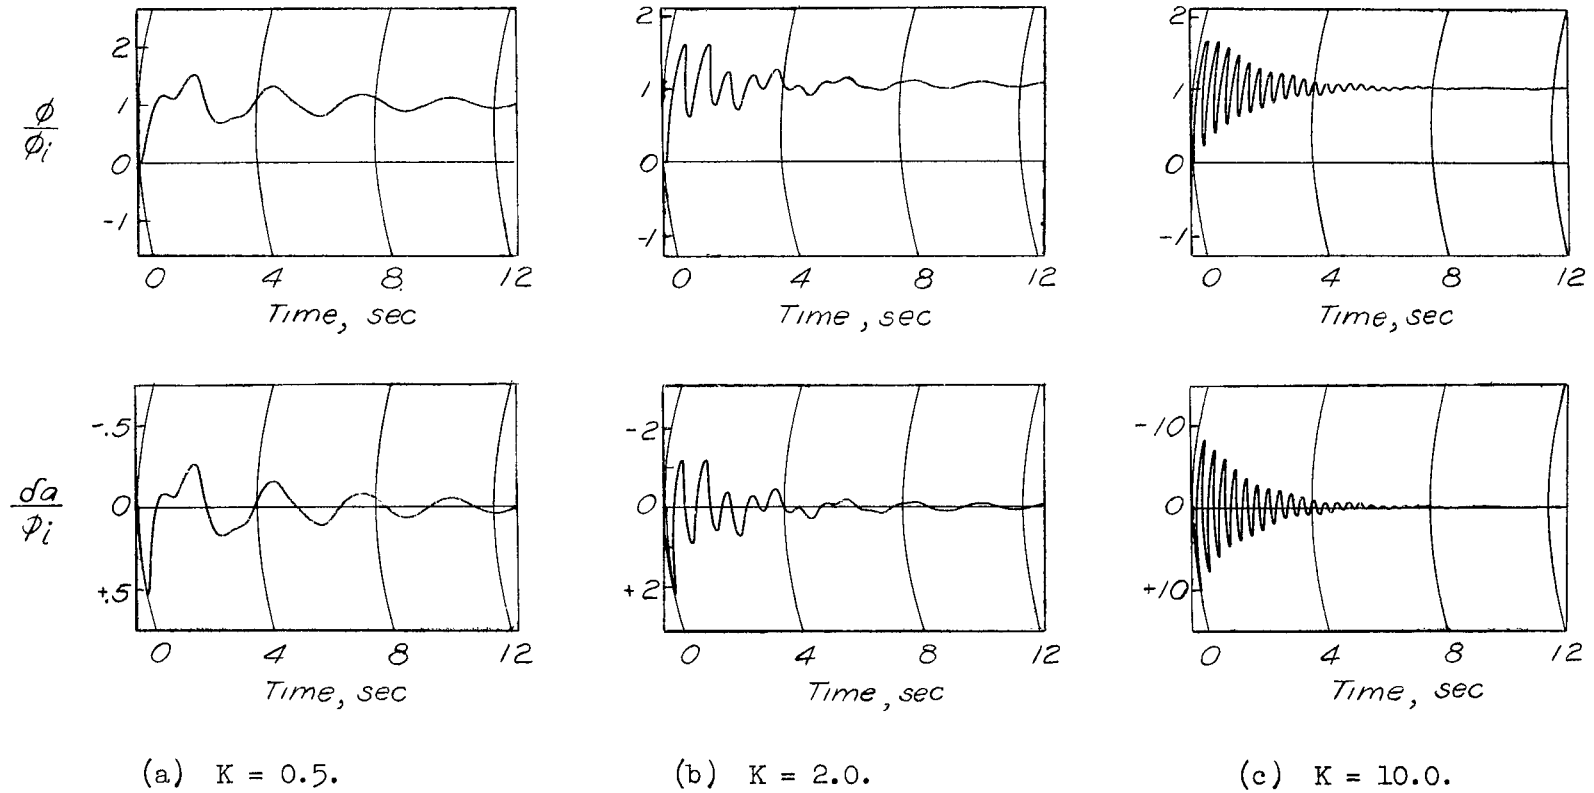 2
1
0
-1
ϕ
ϕi
0 4 8 12
Time, sec
2
1
0
-1
0 4 8 12
Time, sec
2
1
0
-1
0 4 8 12
Time, sec
-.5
0
+.5
δa
ϕi
0 4 8 12
Time, sec
-2
0
+2
0 4 8 12
Time, sec
-10
0
+10
0 4 8 12
Time, sec
(a) K = 0.5.
(b) K = 2.0.
(c) K = 10.0.